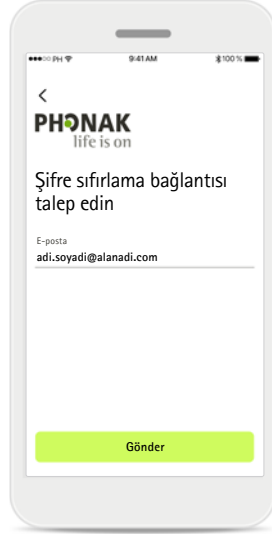 ●●●○○ PH 9:41 AM 100 %
PHONAK
life is on
Şifre sıfırlama bağlantısı
talep edin
E-posta
adi.soyadi@alanadi.com
Gönder